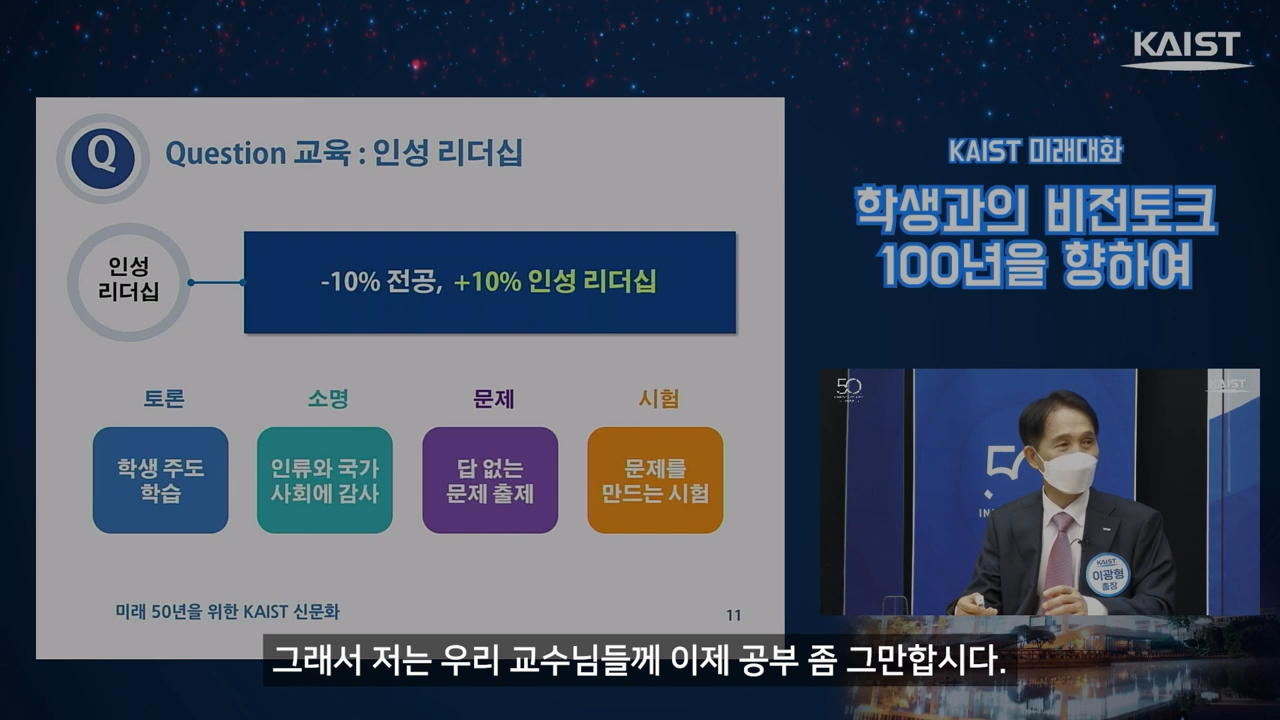 KAIST
Q
Question 교육 : 인성 리더십
인성
리더십
-10% 전공, +10% 인성 리더십
토론
학생 주도
학습
소명
인류와 국가
사회에 감사
문제
답 없는
문제 출제
시험
문제를
만드는 시험
미래 50년을 위한 KAIST 신문화
11
KAIST 미래대화
학생과의 비전토크
100년을 향하여
50
KAIST
KAIST
이광형
총장
그래서 저는 우리 교수님들께 이제 공부 좀 그만합시다.